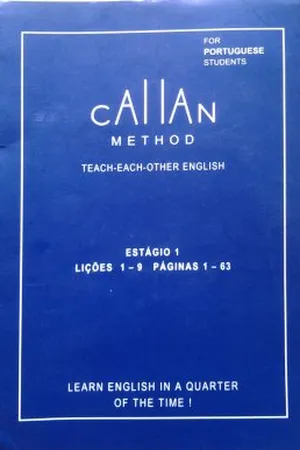 FOR
PORTUGUESE
STUDENTS
CAllAN
METHOD
TEACH-EACH-OTHER ENGLISH
ESTÁGIO 1
LIÇÕES 1 – 9 PÁGINAS 1 – 63
LEARN ENGLISH IN A QUARTER
OF THE TIME !